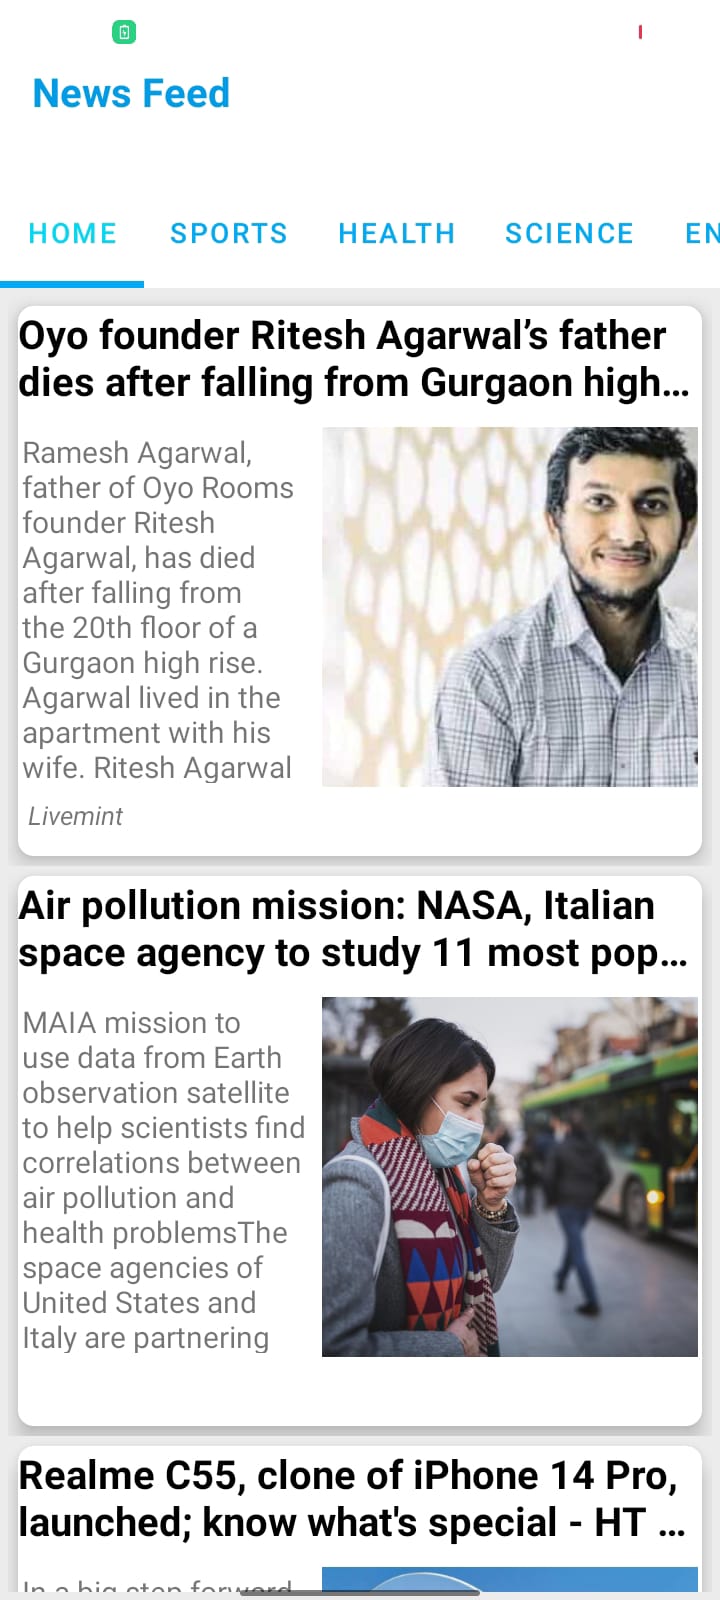 News Feed
HOME SPORTS HEALTH SCIENCE EN
Oyo founder Ritesh Agarwal’s father
dies after falling from Gurgaon high...
Ramesh Agarwal,
father of Oyo Rooms
founder Ritesh
Agarwal, has died
after falling from
the 20th floor of a
Gurgaon high rise.
Agarwal lived in the
apartment with his
wife. Ritesh Agarwal
Livemint
Air pollution mission: NASA, Italian
space agency to study 11 most pop...
MAIA mission to
use data from Earth
observation satellite
to help scientists find
correlations between
air pollution and
health problemsThe
space agencies of
United States and
Italy are partnering
Realme C55, clone of iPhone 14 Pro,
launched; know what's special - HT ...
In a big step forward